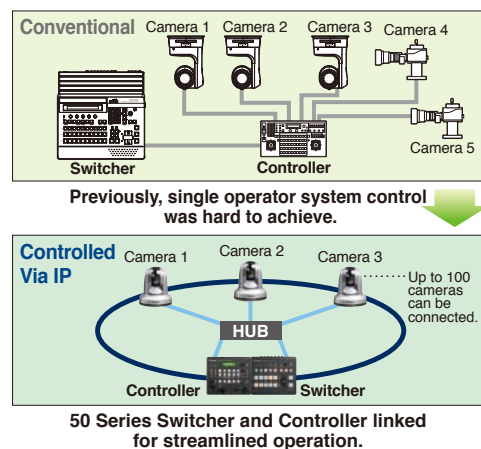 Conventional
Camera 1
Camera 2
Camera 3
Camera 4
Camera 5
Switcher
Controller
Previously, single operator system control
was hard to achieve.
Controlled
Via IP
Camera 1
Camera 2
Camera 3
Up to 100
cameras
can be
connected.
HUB
Controller
Switcher
50 Series Switcher and Controller linked
for streamlined operation.